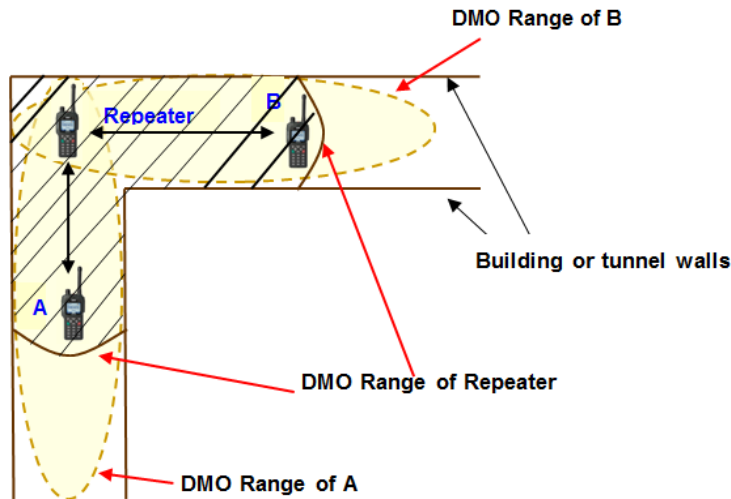 DMO Range of B
B
Repeater
Building or tunnel walls
A
DMO Range of Repeater
DMO Range of A